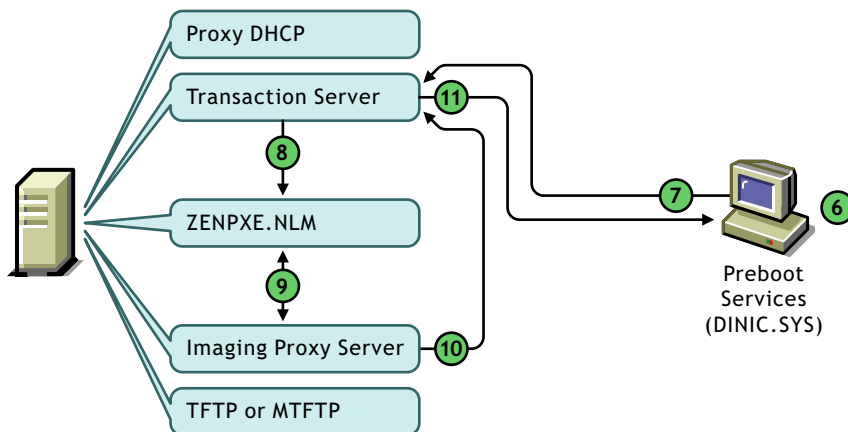 Proxy DHCP
Transaction Server
11
8
7
6
ZENPXE.NLM
9
Preboot
Services
(DINIC.SYS)
Imaging Proxy Server
10
TFTP or MTFTP